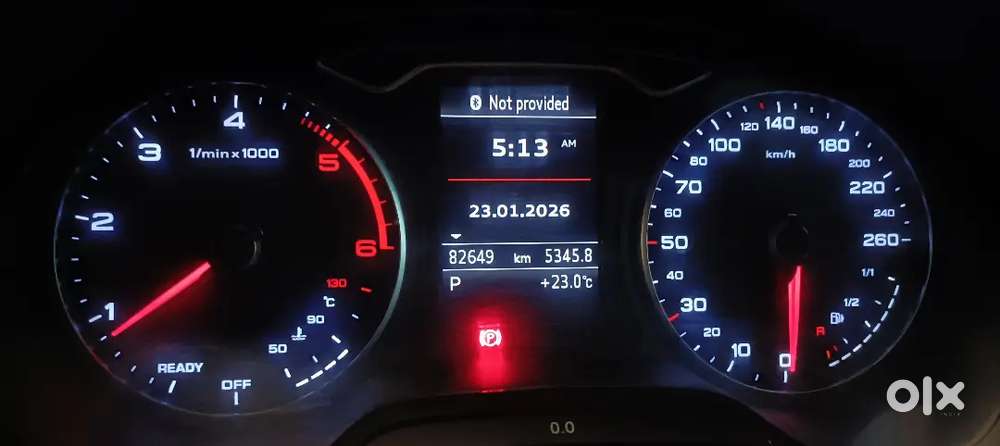 4
3
5
1/min x 1000
2
6
1
130
°C
90
50
READY
OFF
Not provided
5:13 AM
23.01.2026
82649 km 5345.8
P +23.0°C
P
120 140 160
100 180
80 km/h 200
70 220
60 240
50 260
40 1/1
30 1/2
20 R
10 0
0.0
olx
INDIA